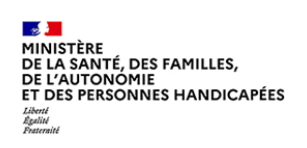 MINISTÈRE
DE LA SANTÉ, DES FAMILLES,
DE L'AUTONOMIE
ET DES PERSONNES HANDICAPÉES
Liberté
Égalité
Fraternité